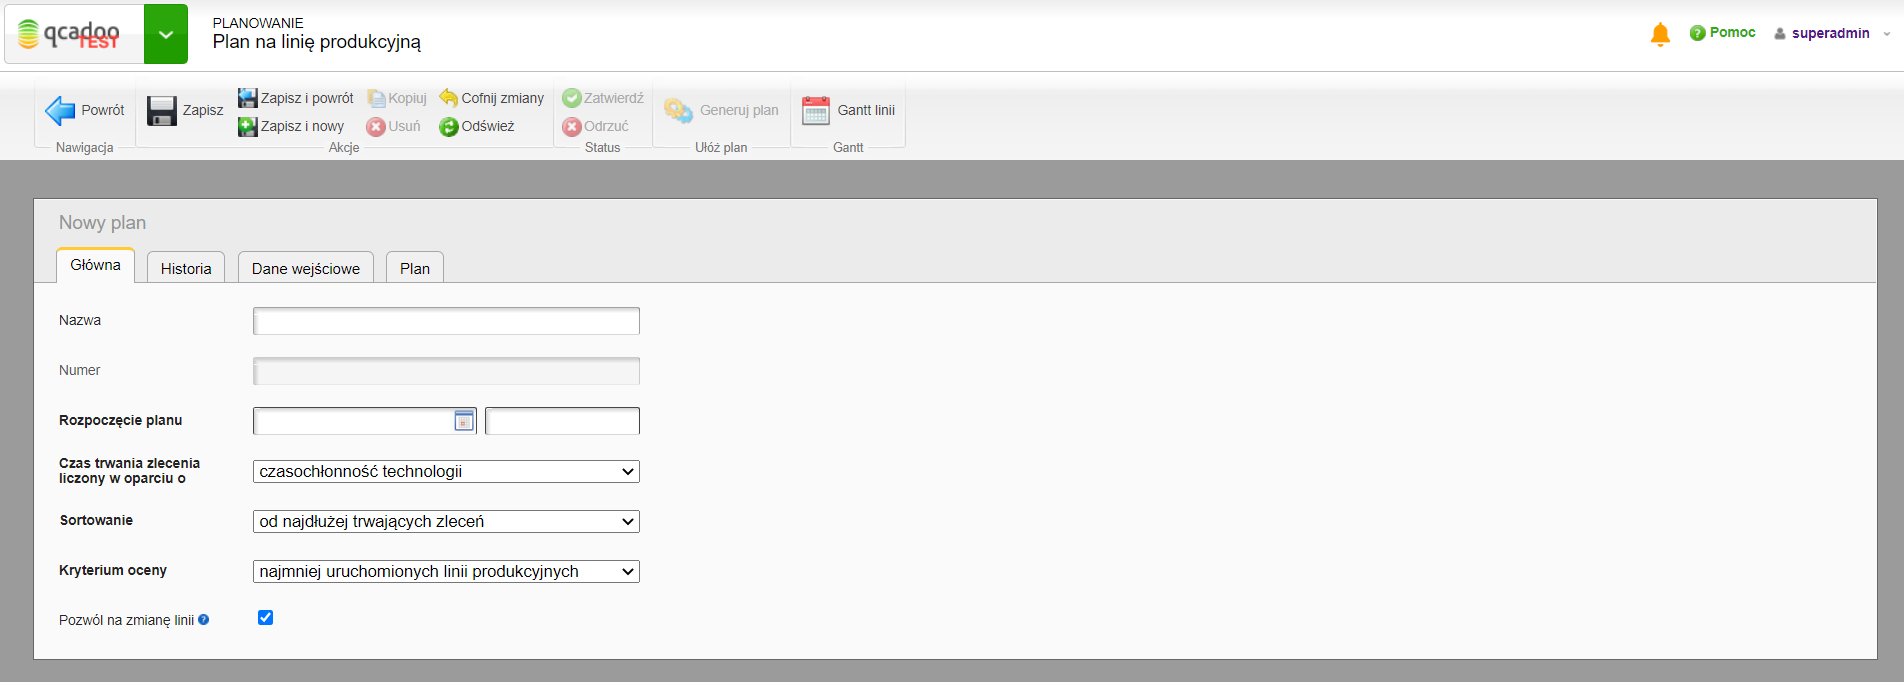 qcadoo
TEST
PLANOWANIE
Plan na linię produkcyjną
? Pomoc
superadmin
Powrót
Nawigacja
Zapisz
Zapisz i powrót
Kopiuj
Cofnij zmiany
Zapisz i nowy
Usuń
Odśwież
Akcje
Zatwierdź
Odrzuć
Status
Generuj plan
Ułóż plan
Gantt linii
Gantt
Nowy plan
Główna
Historia
Dane wejściowe
Plan
Nazwa
Numer
Rozpoczęcie planu
Czas trwania zlecenia
liczony w oparciu o
czasochłonność technologii
Sortowanie
od najdłużej trwających zleceń
Kryterium oceny
najmniej uruchomionych linii produkcyjnych
Pozwól na zmianę linii ?